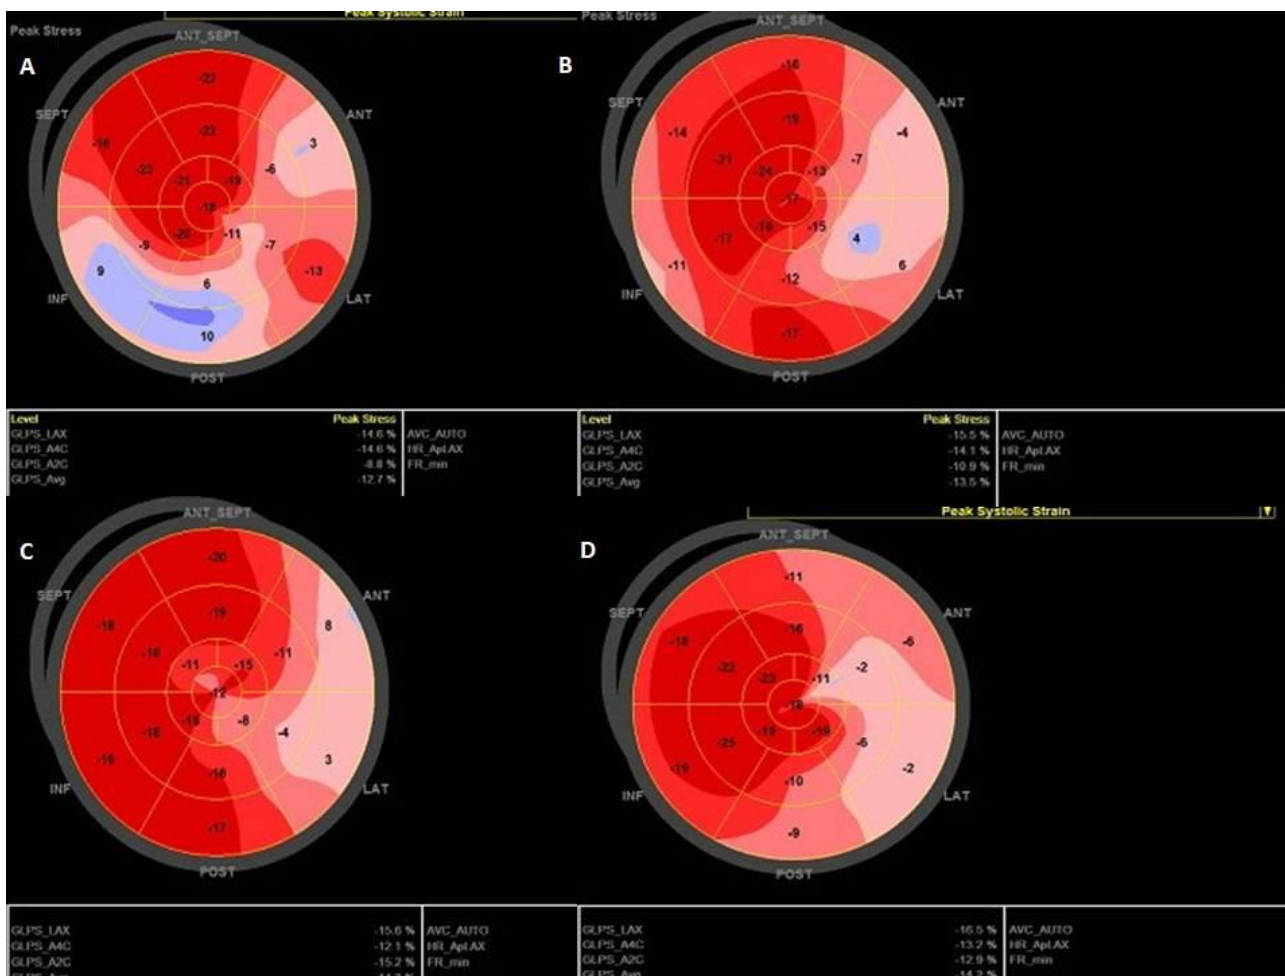 Peak Systolic Strain
Peak Stress
A
ANT_SEPT
SEPT
ANT
-22
-18
3
-22
-23
-6
-21
-19
-18
-20
-11
-9
-7
9
6
-13
10
INF
LAT
POST
Level Peak Stress
GLPS_LAX -14.6 % AVC_AUTO
GLPS_A4C -14.6 % HR_ApLAX
GLPS_A2C -8.8 % FR_min
GLPS_Avg -12.7 %
Peak Stress
B
ANT_SEPT
SEPT
ANT
-16
-14
-4
-19
-21
-7
-24
-13
-17
-15
-17
4
-11
-12
6
-17
INF
LAT
POST
Level Peak Stress
GLPS_LAX -15.5 % AVC_AUTO
GLPS_A4C -14.1 % HR_ApLAX
GLPS_A2C -10.9 % FR_min
GLPS_Avg -13.5 %
C
ANT_SEPT
SEPT
ANT
-20
-18
8
-19
-11
-11
-15
-12
-8
-4
-19
3
-17
INF
LAT
POST
GLPS_LAX -15.6 % AVC_AUTO
GLPS_A4C -12.1 % HR_ApLAX
GLPS_A2C -15.2 % FR_min
Peak Systolic Strain
D
ANT_SEPT
SEPT
ANT
-11
-18
-6
-16
-22
-2
-23
-11
-18
-19
-25
-6
-19
-10
-2
-9
INF
LAT
POST
GLPS_LAX -16.5 % AVC_AUTO
GLPS_A4C -13.2 % HR_ApLAX
GLPS_A2C -12.9 % FR_min
GLPS_Avg -14.2 %